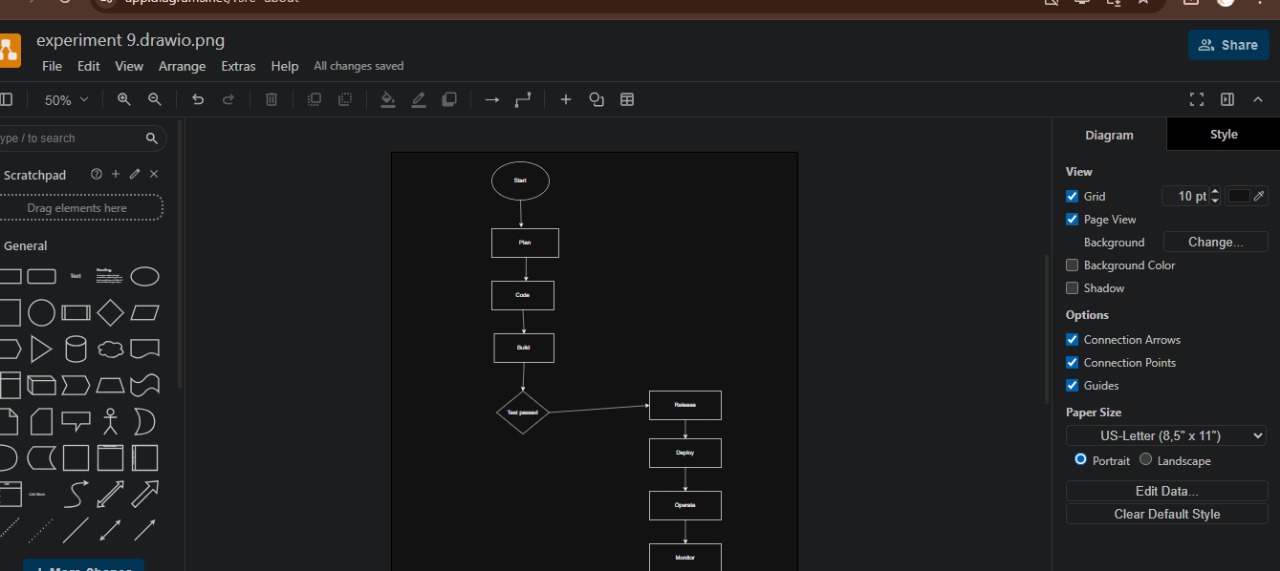 experiment 9.drawio.png
Share
File Edit View Arrange Extras Help All changes saved
50%
ype / to search
Diagram Style
Scratchpad
Drag elements here
General
Text
Heading
List Item
Start
Plan
Code
Build
Test passed
Release
Deploy
Operate
Monitor
View
Grid 10 pt
Page View
Background Change...
Background Color
Shadow
Options
Connection Arrows
Connection Points
Guides
Paper Size
US-Letter (8,5" x 11")
Portrait Landscape
Edit Data...
Clear Default Style